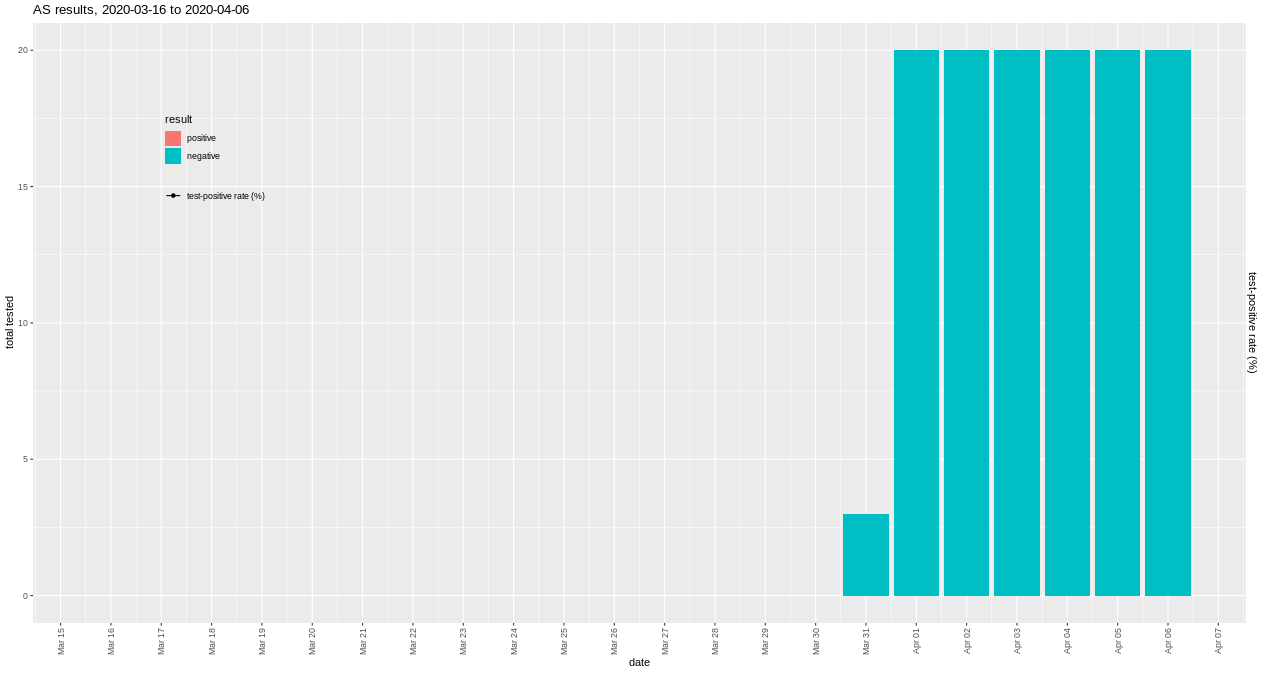 AS results, 2020-03-16 to 2020-04-06
20
15
10
5
0
total tested
result
positive
negative
test-positive rate (%)
test-positive rate (%)
Mar 15
Mar 16
Mar 17
Mar 18
Mar 19
Mar 20
Mar 21
Mar 22
Mar 23
Mar 24
Mar 25
Mar 26
Mar 27
Mar 28
Mar 29
Mar 30
Mar 31
Apr 01
Apr 02
Apr 03
Apr 04
Apr 05
Apr 06
Apr 07
date